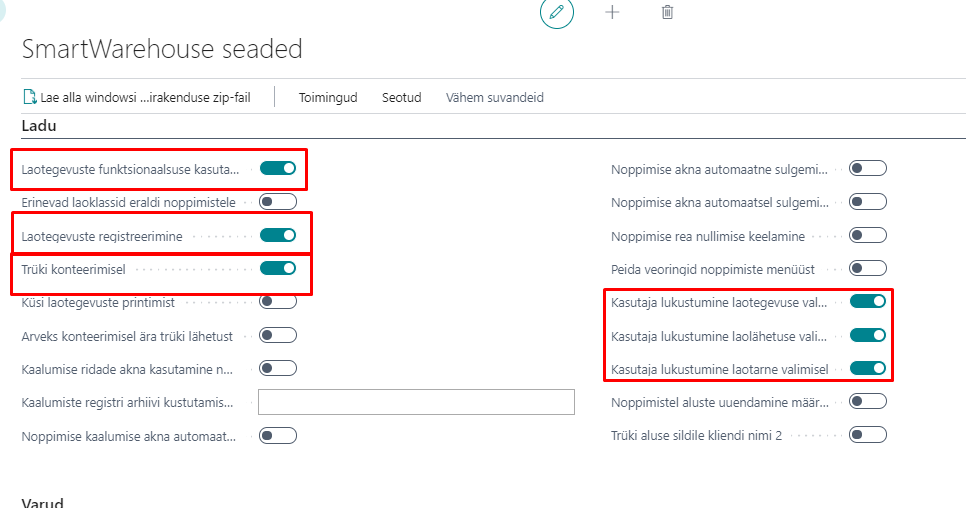 SmartWarehouse seaded
Lae alla windowsi ...irakenduse zip-fail
Toimingud
Seotud
Vähem suvandeid
Ladu
Laotegevuste funktsionaalsuse kasuta...
Erinevad laoklassid eraldi noppimistele
Laotegevuste registreerimine
Trüki konteerimisel
Küsi laotegevuste printimist
Arveks konteerimisel ära trüki lähetust
Kaalumise ridade akna kasutamine n...
Kaalumiste registri arhiivi kustutamis...
Noppimise kaalumise akna automaat...
Noppimise akna automaatne sulgemi...
Noppimise akna automaatsel sulgemi...
Noppimise rea nullimise keelamine
Peida veoringid noppimiste menüüst
Kasutaja lukustumine laotegevuse val...
Kasutaja lukustumine laolähetuse vali...
Kasutaja lukustumine laotarne valimisel
Noppimistel aluste uuendamine määr...
Trüki aluse sildile kliendi nimi 2
Varud